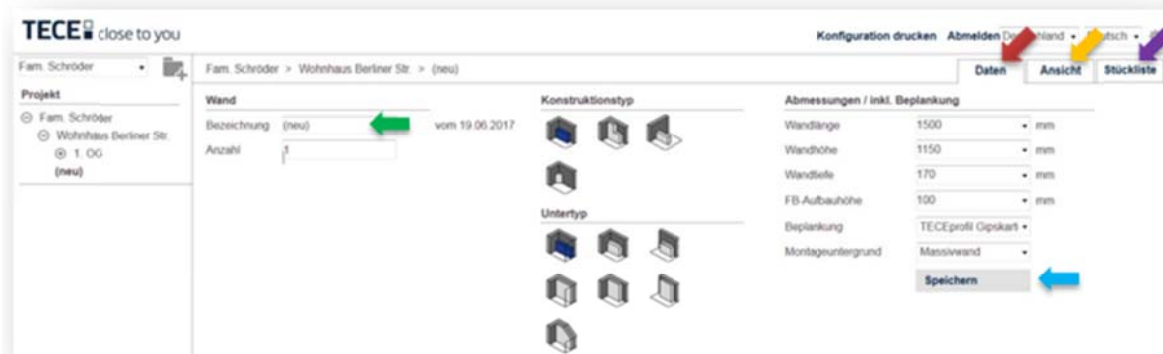 TECE close to you
Konfiguration drucken Abmelden Deutsch
Fam. Schröder
Fam. Schröder > Wohnhaus Berliner Str. > (neu)
Daten Ansicht Stückliste
Projekt
Fam. Schröder
Wohnhaus Berliner Str.
1. OG
(neu)
Wand
Bezeichnung (neu) vom 19.06.2017
Anzahl 1
Konstruktionstyp
Untertyp
Abmessungen / inkl. Beplankung
Wandlänge 1500 mm
Wandhöhe 1150 mm
Wandtiefe 170 mm
FB-Aufbauhöhe 100 mm
Beplankung TECEprofil Gipskart
Montageuntergrund Massivwand
Speichern